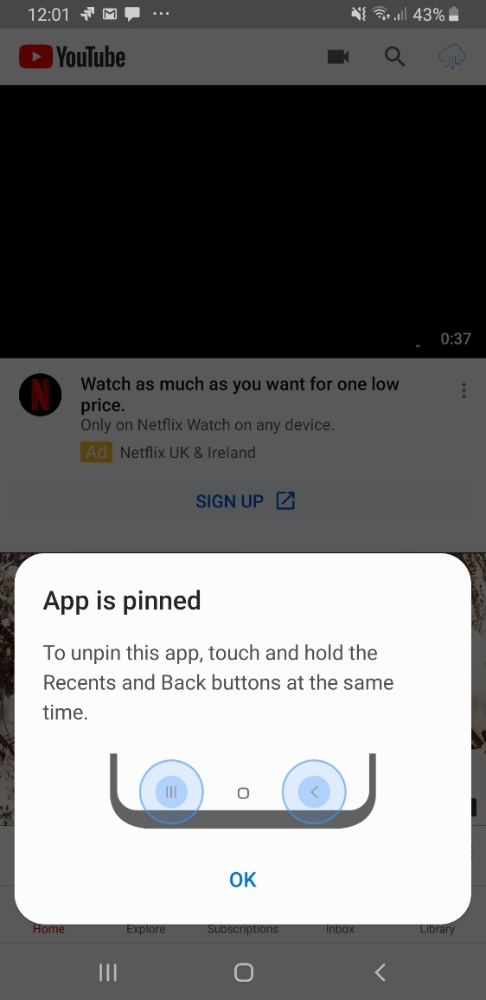 12:01 43%
YouTube
0:37
N
Watch as much as you want for one low
price.
Only on Netflix Watch on any device.
Ad Netflix UK & Ireland
SIGN UP
App is pinned
To unpin this app, touch and hold the
Recents and Back buttons at the same
time.
OK
Home Explore Subscriptions Inbox Library